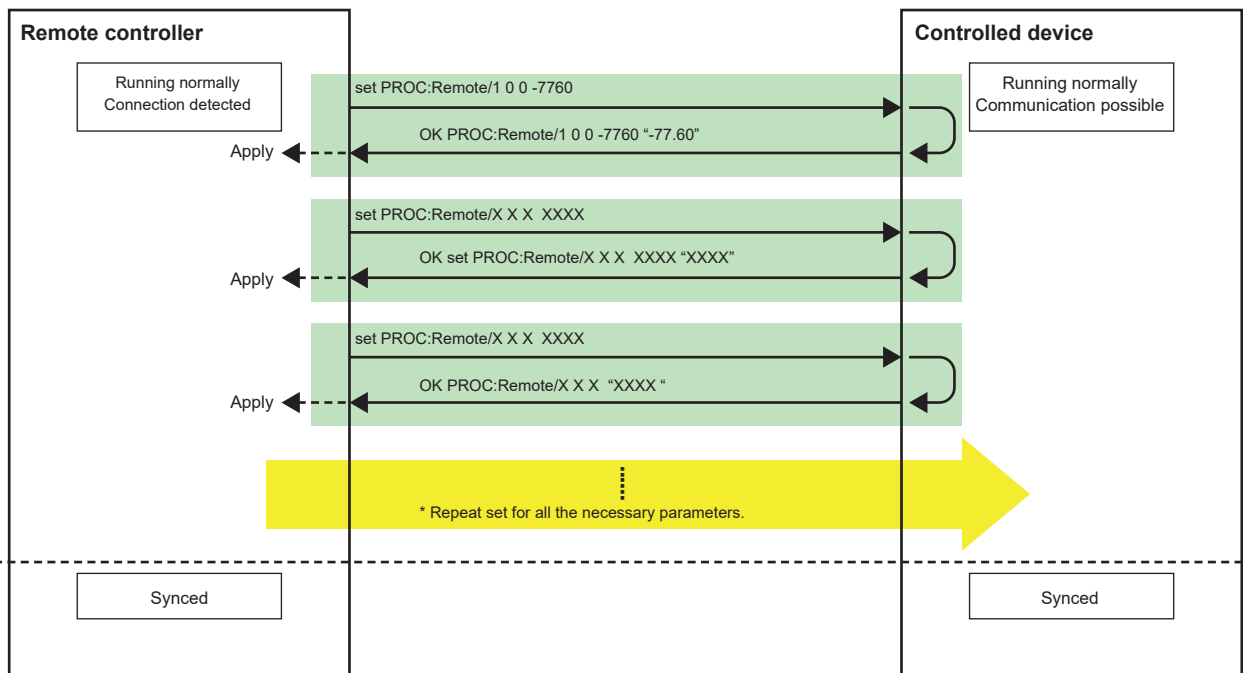 Remote controller
Controlled device
Running normally
Connection detected
Running normally
Communication possible
set PROC:Remote/1 0 0 -7760
OK PROC:Remote/1 0 0 -7760 “-77.60”
Apply
set PROC:Remote/X X X  XXXX
OK set PROC:Remote/X X X  XXXX “XXXX”
Apply
set PROC:Remote/X X X  XXXX
OK PROC:Remote/X X X  “XXXX “
Apply
* Repeat set for all the necessary parameters.
Synced
Synced